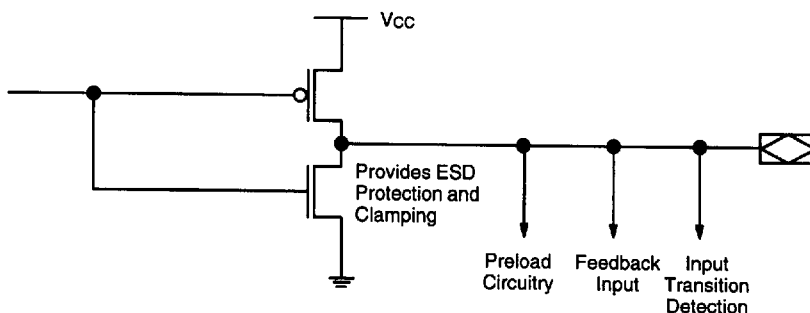 Vcc
Provides ESD
Protection and
Clamping
Preload
Circuitry
Feedback
Input
Input
Transition
Detection